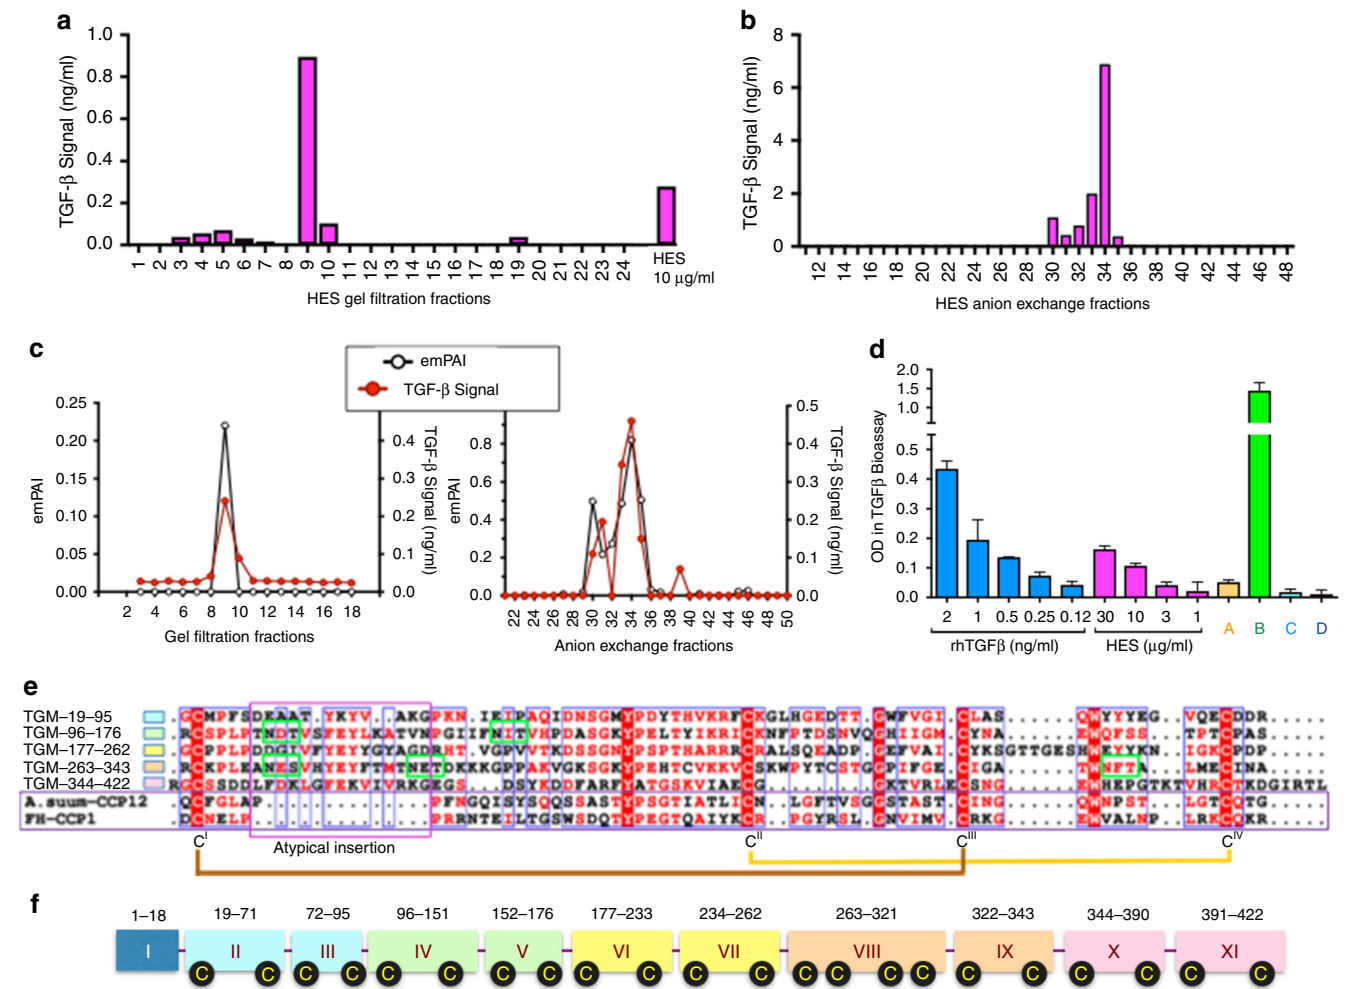 a
TGF-β Signal (ng/ml)
1.0
0.8
0.6
0.4
0.2
0.0
1 2 3 4 5 6 7 8 9 10 11 12 13 14 15 16 17 18 19 20 21 22 23 24
HES
10 μg/ml
HES gel filtration fractions
b
TGF-β Signal (ng/ml)
8
6
4
2
0
12 14 16 18 20 22 24 26 28 30 32 34 36 38 40 42 44 46 48
HES anion exchange fractions
c
emPAI
TGF-β Signal
emPAI
0.25
0.20
0.15
0.10
0.05
0.00
2 4 6 8 10 12 14 16 18
Gel filtration fractions
0.4
0.3
0.2
0.1
0.0
TGF-β Signal (ng/ml)
emPAI
0.8
0.6
0.4
0.2
0.0
22 24 26 28 30 32 34 36 38 40 42 44 46 48 50
Anion exchange fractions
0.5
0.4
0.3
0.2
0.1
0.0
TGF-β Signal (ng/ml)
d
OD in TGFβ Bioassay
2.0
1.5
1.0
0.5
0.4
0.3
0.2
0.1
0.0
2 1 0.5 0.25 0.12 30 10 3 1 A B C D
rhTGFβ (ng/ml) HES (μg/ml)
e
TGM–19–95
TGM–96–176
TGM–177–262
TGM–263–343
TGM–344–422
A.suum-CCP12
FH-CCP1
Atypical insertion
C^I C^II C^III C^IV
f
1–18 19–71 72–95 96–151 152–176 177–233 234–262 263–321 322–343 344–390 391–422
I II III IV V VI VII VIII IX X XI
C C C C C C C C C C C C C C C C C C C C C C